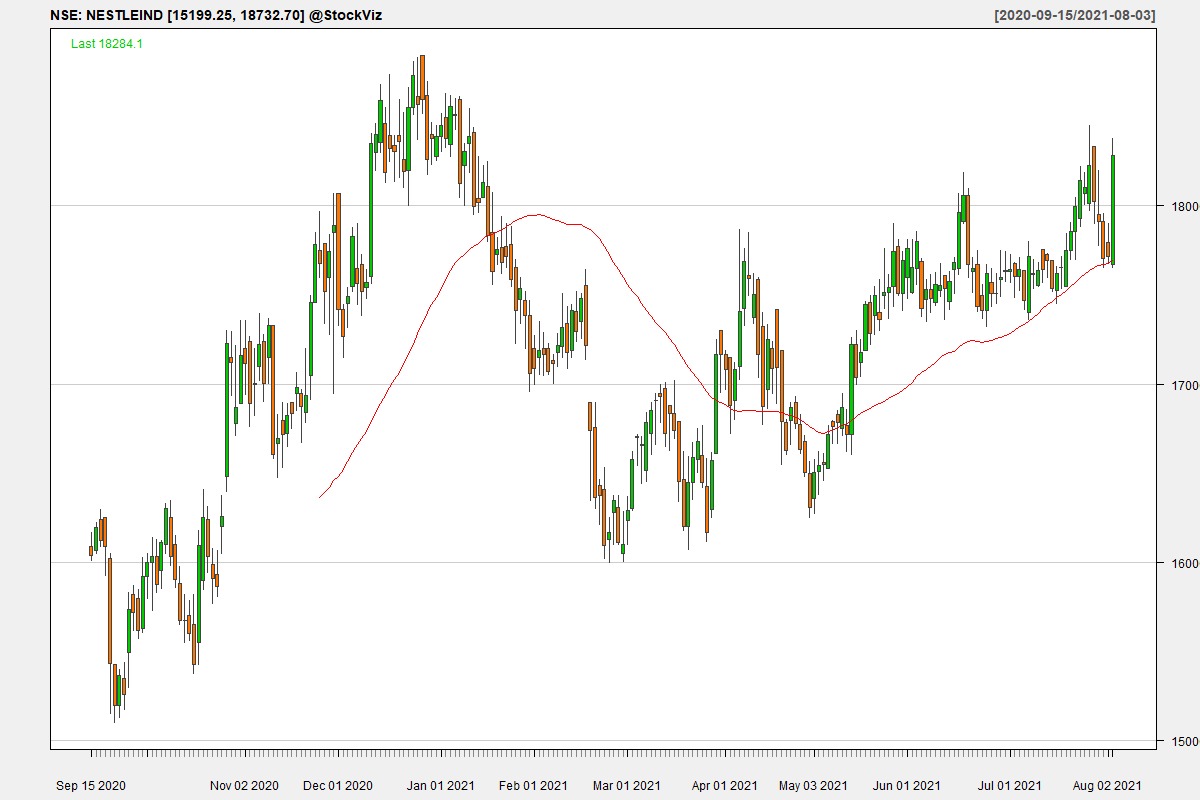 NSE: NESTLEIND [15199.25, 18732.70] @StockViz
[2020-09-15/2021-08-03]
Last 18284.1
1800
1700
1600
1500
Sep 15 2020
Nov 02 2020
Dec 01 2020
Jan 01 2021
Feb 01 2021
Mar 01 2021
Apr 01 2021
May 03 2021
Jun 01 2021
Jul 01 2021
Aug 02 2021